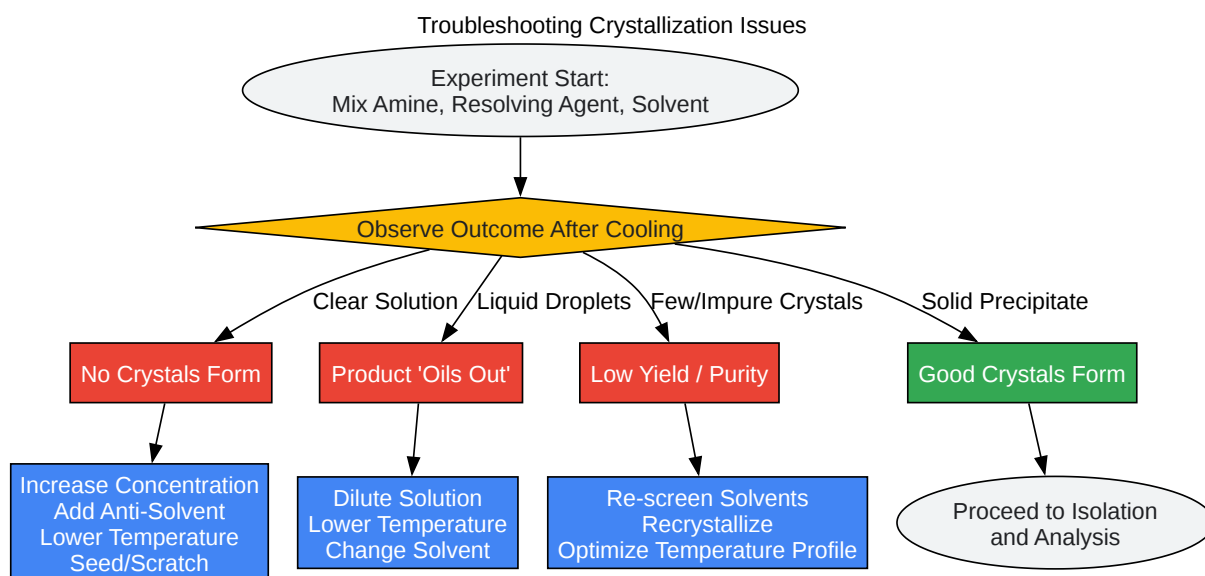 Troubleshooting Crystallization Issues
Experiment Start:
Mix Amine, Resolving Agent, Solvent
Observe Outcome After Cooling
Clear Solution
Liquid Droplets
Few/Impure Crystals
Solid Precipitate
No Crystals Form
Product 'Oils Out'
Low Yield / Purity
Good Crystals Form
Increase Concentration
Add Anti-Solvent
Lower Temperature
Seed/Scratch
Dilute Solution
Lower Temperature
Change Solvent
Re-screen Solvents
Recrystallize
Optimize Temperature Profile
Proceed to Isolation
and Analysis